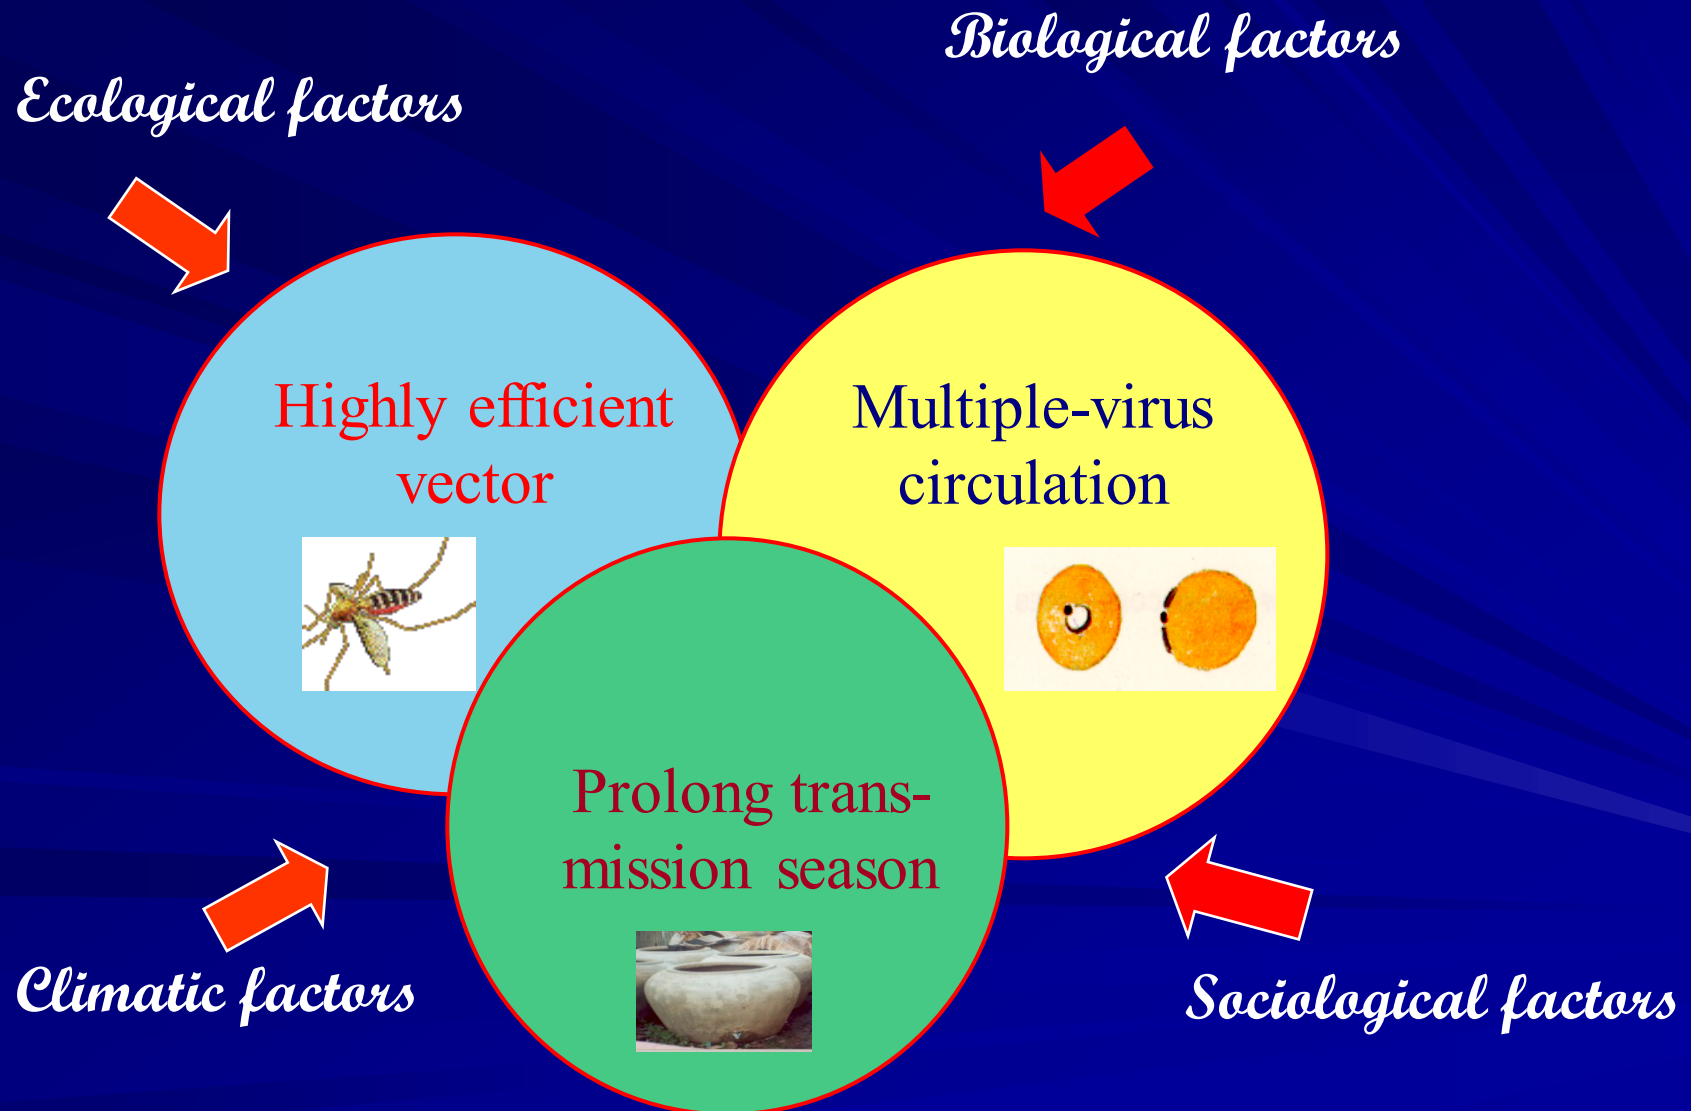 Biological factors
Ecological factors
Highly efficient
vector
Multiple-virus
circulation
Prolong trans-
mission season
Climatic factors
Sociological factors